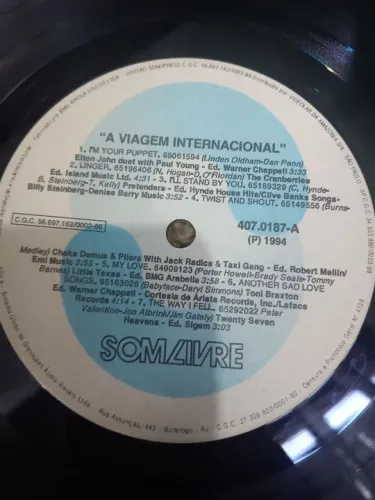 "A VIAGEM INTERNACIONAL"
1. I'M YOUR PUPPET. 65061594 (Linden Oldham-Dan Penn)
Elton John duet with Paul Young - Ed. Warner Chappell 3:33
2. LINGER. 65196406 (N. Hogan-D. O'Riordan) The Cranberries
Ed. Island Music Ltd. 4:31 - 3. I'LL STAND BY YOU. 65189329 (C. Hynde-
B. Steinberg-T. Kelly) Pretenders - Ed. Hynde House Hits/Clive Banks Songs-
Billy Steinberg-Denise Barry Music 3:52 - 4. TWIST AND SHOUT. 65149556 (Burns-
C.G.C. 56.697.162/0002-66
407.0187-A
(P) 1994
Medley) Chaka Demus & Pliers With Jack Radics & Taxi Gang - Ed. Robert Mellin/
Emi Music 3:55 - 5. MY LOVE. 64909123 (Porter Howell-Brady Seals-Tommy
Barnes) Little Texas - Ed. BMG Arabella 3:58 - 6. ANOTHER SAD LOVE
SONGS. 65163028 (Babyface-Daryl Simmons) Toni Braxton
Ed. Warner Chappell - Cortesia de Arista Records, Inc./Laface
Records 4:14 - 7. THE WAY I FELL. 65292022 Peter
Valentine-Jon Albrink/Jim Gately) Twenty Seven
Heavens - Ed. Sigem 3:03
SOM LIVRE